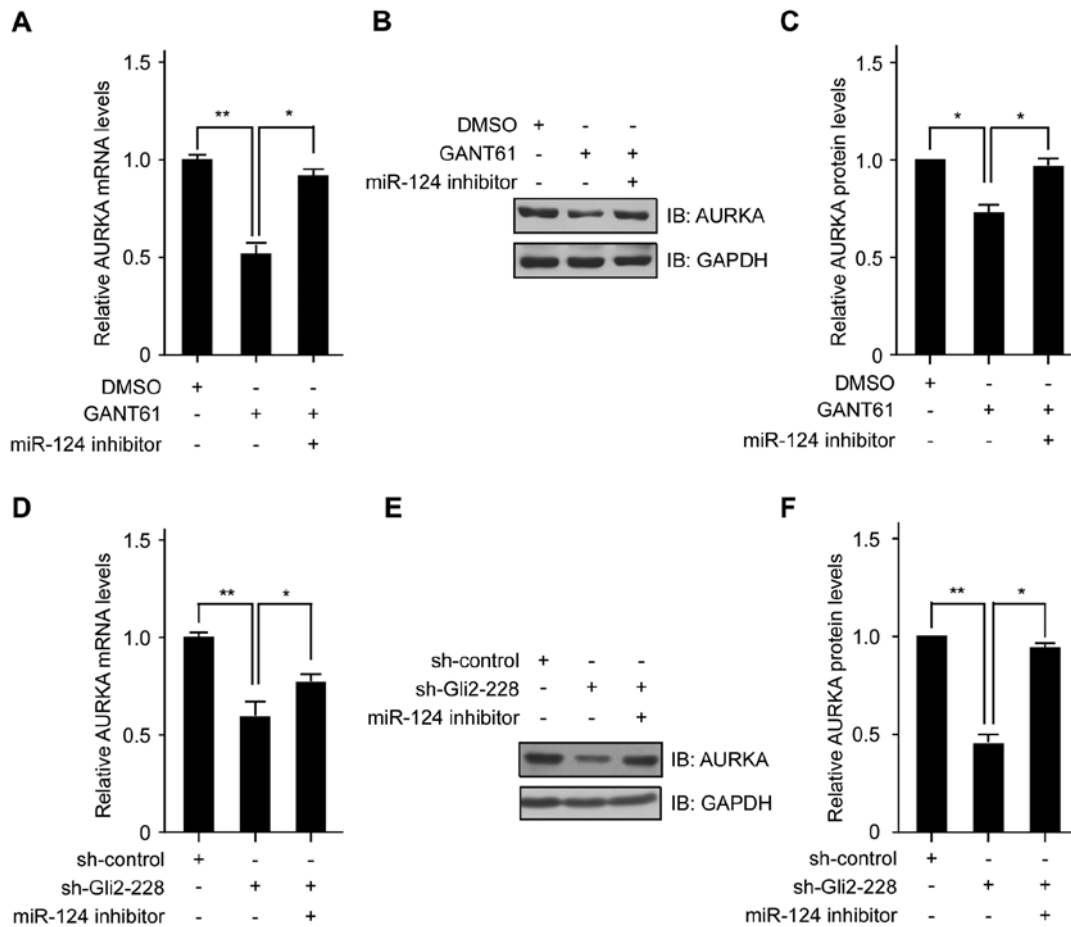 A
Relative AURKA mRNA levels
1.5
1.0
0.5
0
** *
DMSO + - -
GANT61 - + +
miR-124 inhibitor - - +
B
DMSO + - -
GANT61 - + +
miR-124 inhibitor - - +
IB: AURKA
IB: GAPDH
C
Relative AURKA protein levels
1.5
1.0
0.5
0
* *
DMSO + - -
GANT61 - + +
miR-124 inhibitor - - +
D
Relative AURKA mRNA levels
1.5
1.0
0.5
0
** *
sh-control + - -
sh-Gli2-228 - + +
miR-124 inhibitor - - +
E
sh-control + - -
sh-Gli2-228 - + +
miR-124 inhibitor - - +
IB: AURKA
IB: GAPDH
F
Relative AURKA protein levels
1.5
1.0
0.5
0
** *
sh-control + - -
sh-Gli2-228 - + +
miR-124 inhibitor - - +